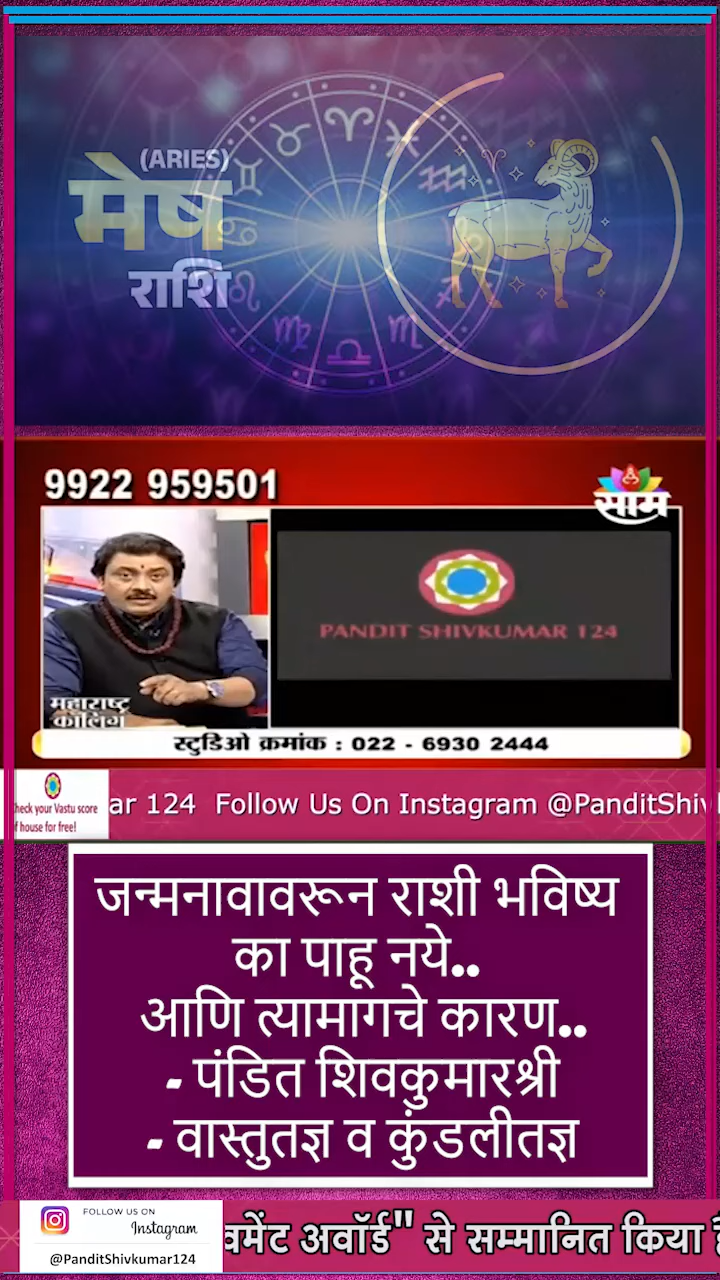 (ARIES)
मेष
राशि
9922 959501
साम
PANDIT SHIVKUMAR 124
महाराष्ट्र
कॉलिंग
स्टुडिओ क्रमांक : 022 - 6930 2444
heck your Vastu score
f house for free!
ar 124 Follow Us On Instagram @PanditShiv
जन्मनावावरून राशी भविष्य
का पाहू नये..
आणि त्यामागचे कारण..
- पंडित शिवकुमारश्री
- वास्तुतज्ञ व कुंडलीतज्ञ
FOLLOW US ON
Instagram
@PanditShivkumar124
वमेंट अवॉर्ड" से सम्मानित किया है